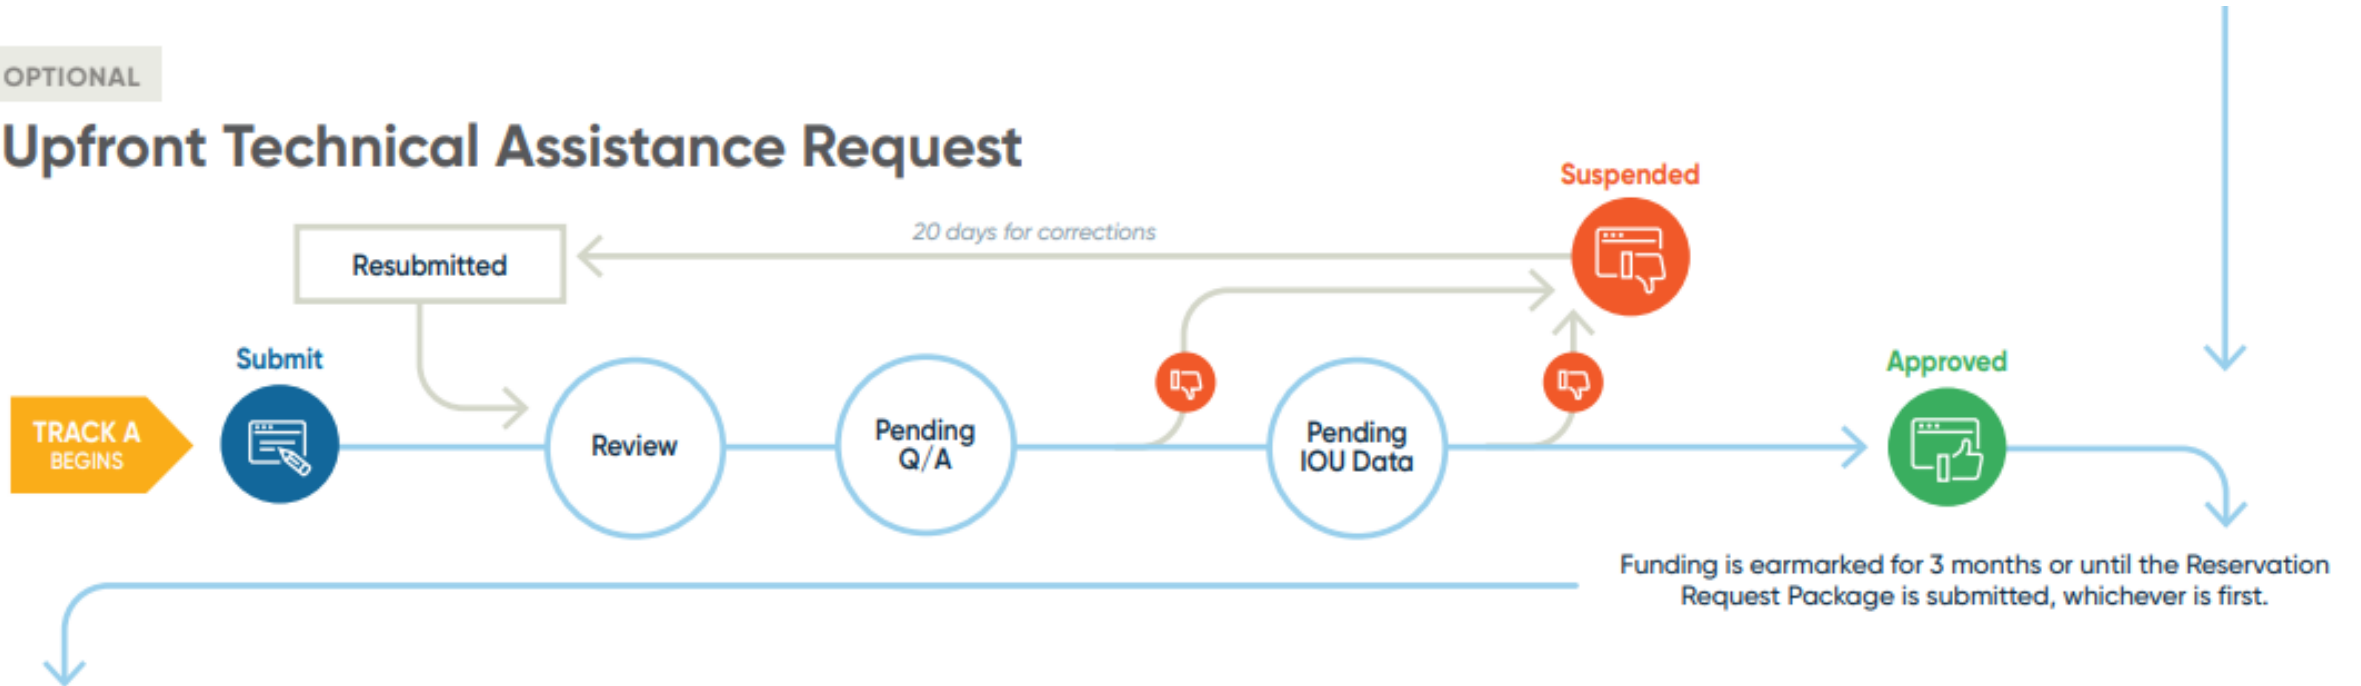 OPTIONAL
Upfront Technical Assistance Request
Suspended
20 days for corrections
Resubmitted
Submit
Approved
TRACK A
BEGINS
Review
Pending
Q/A
Pending
IOU Data
Funding is earmarked for 3 months or until the Reservation
Request Package is submitted, whichever is first.